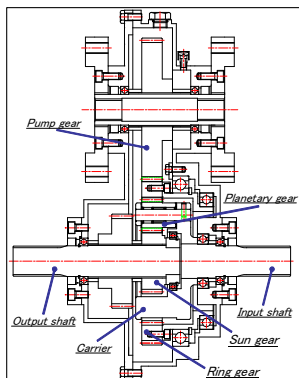 Pump gear
Planetary gear
Output shaft
Input shaft
Sun gear
Carrier
Ring gear